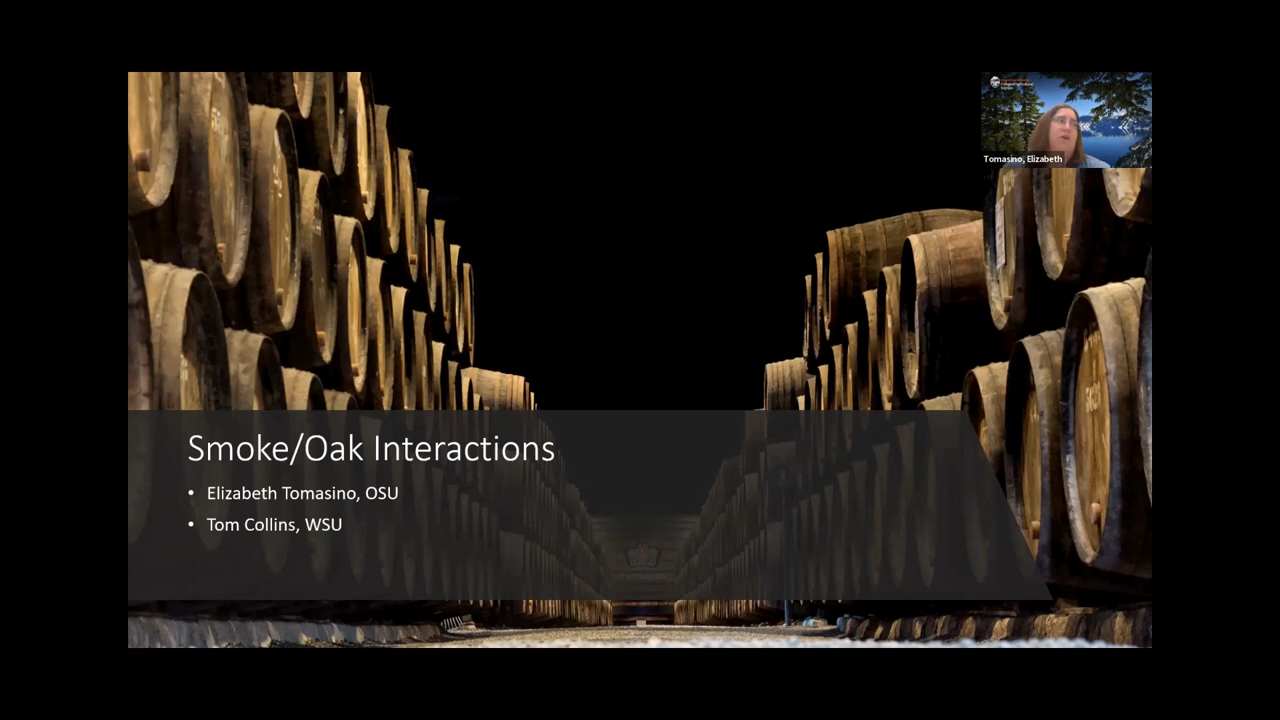 Tomasino, Elizabeth
Smoke/Oak Interactions
• Elizabeth Tomasino, OSU
• Tom Collins, WSU